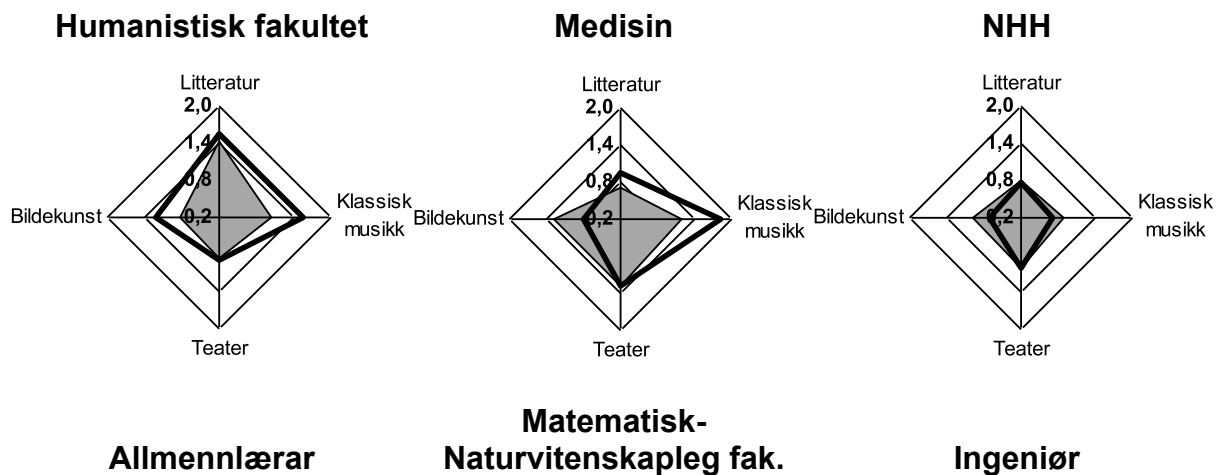 Humanistisk fakultet
Litteratur
2,0
1,4
0,8
0,2
Bildekunst
Klassisk
musikk
Teater
Medisin
Litteratur
2,0
1,4
0,8
0,2
Bildekunst
Klassisk
musikk
Teater
NHH
Litteratur
2,0
1,4
0,8
0,2
Bildekunst
Klassisk
musikk
Teater
Allmennlærar
Matematisk-
Naturvitenskapleg fak.
Ingeniør